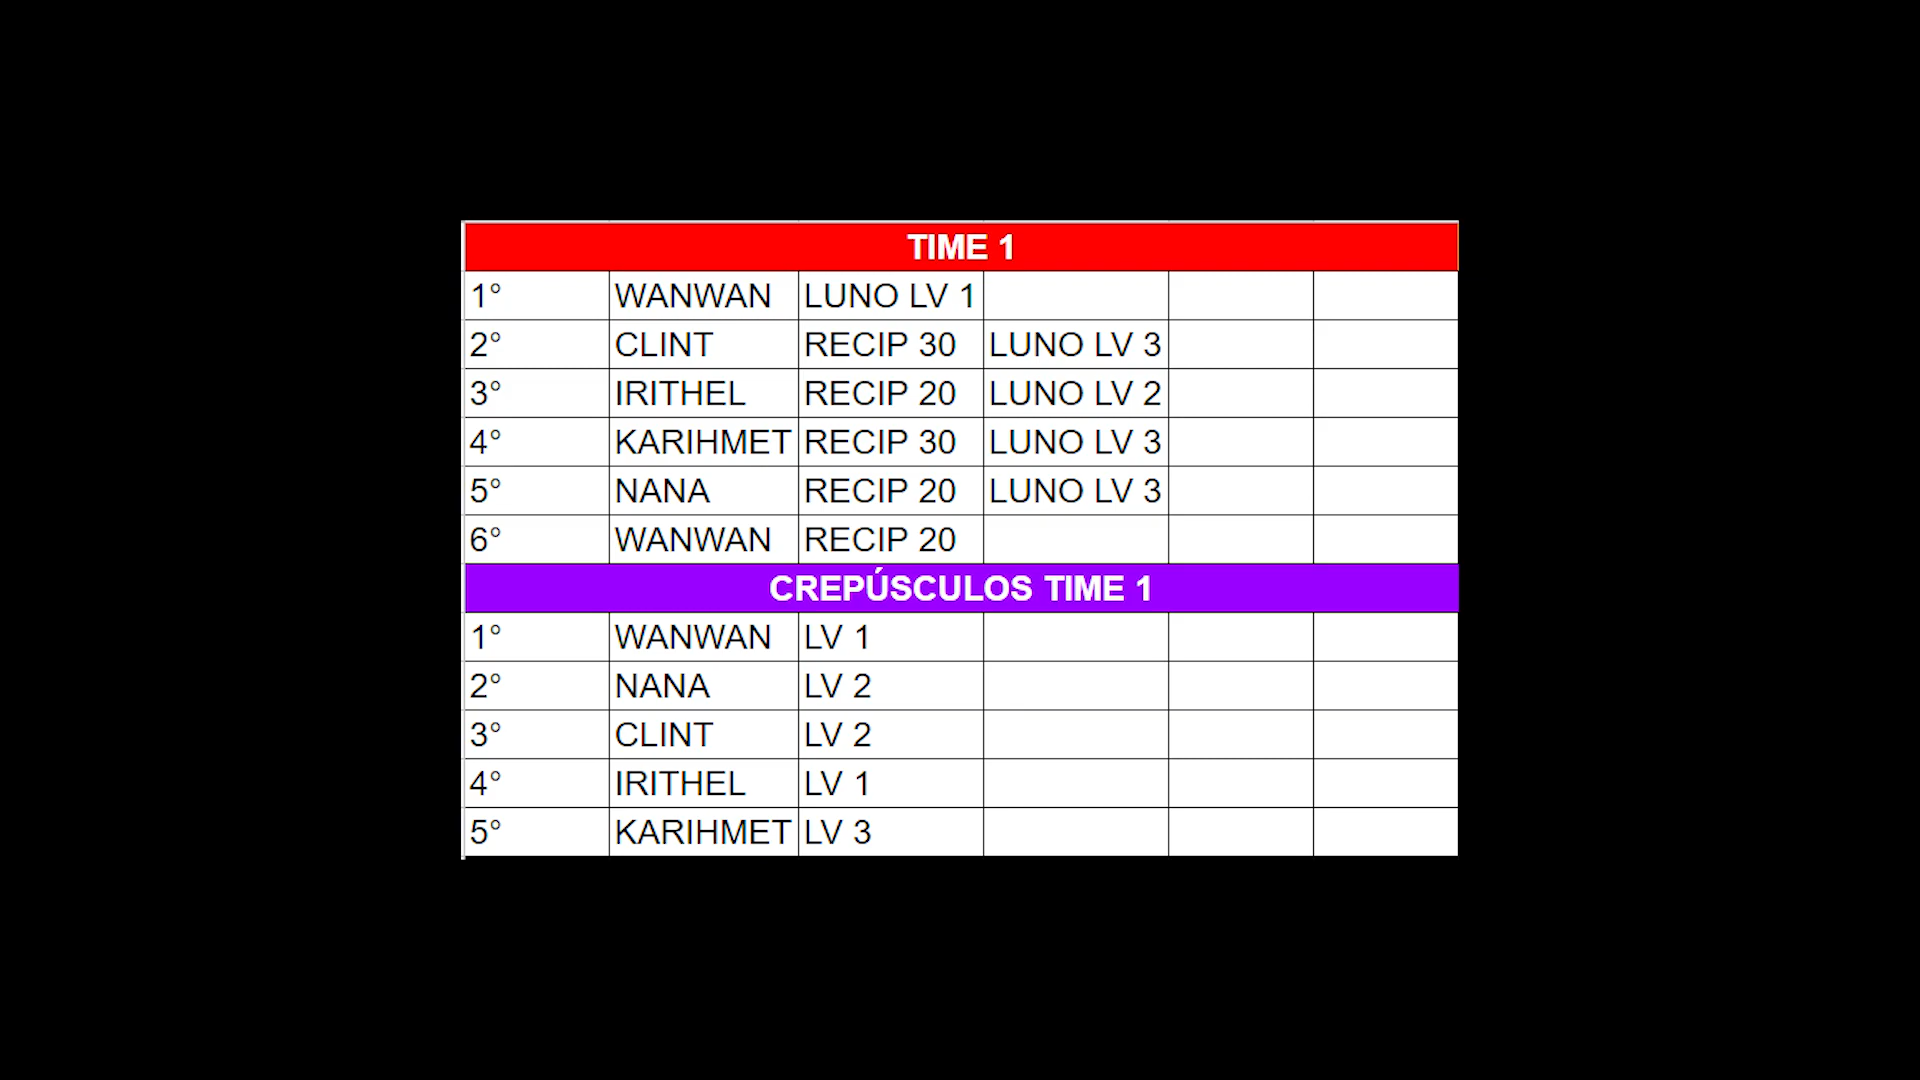 TIME 1
1° WANWAN LUNO LV 1
2° CLINT RECIP 30 LUNO LV 3
3° IRITHEL RECIP 20 LUNO LV 2
4° KARIHMET RECIP 30 LUNO LV 3
5° NANA RECIP 20 LUNO LV 3
6° WANWAN RECIP 20
CREPÚSCULOS TIME 1
1° WANWAN LV 1
2° NANA LV 2
3° CLINT LV 2
4° IRITHEL LV 1
5° KARIHMET LV 3